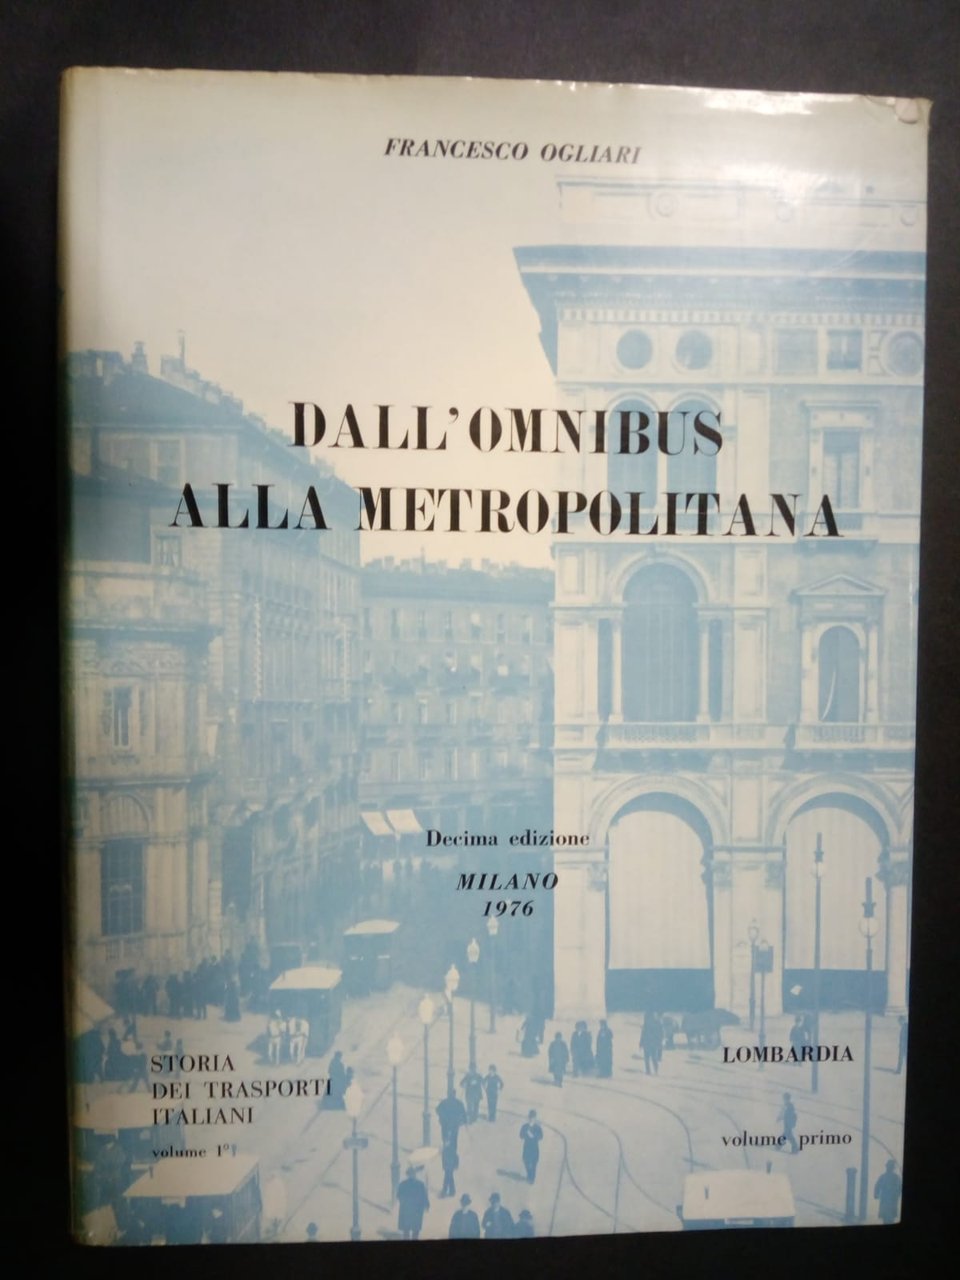 FRANCESCO OGLIARI
DALL'OMNIBUS
ALLA METROPOLITANA
Decima edizione
MILANO
1976
STORIA
DEI TRASPORTI
ITALIANI
volume 1°
LOMBARDIA
volume primo